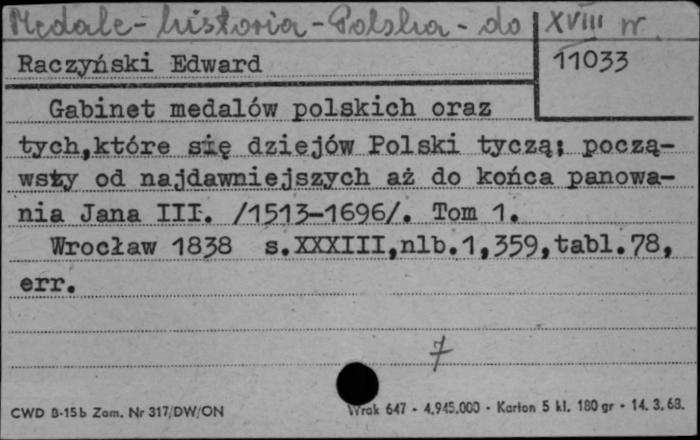 Medale - historia - Polska - do XVIII w.
Raczyński Edward
11033
Gabinet medalów polskich oraz
tych,które się dziejów Polski tyczą; począ-
wszy od najdawniejszych aż do końca panowa-
nia Jana III. /1513-1696/. Tom 1.
Wrocław 1838 s.XXXIII,nlb.1,359,tabl.78,
err.
7
CWD B-15b Zam. Nr 317/DW/ON
Wrak 647 - 4.945.000 - Karton 5 kl. 180 gr - 14. 3. 68.